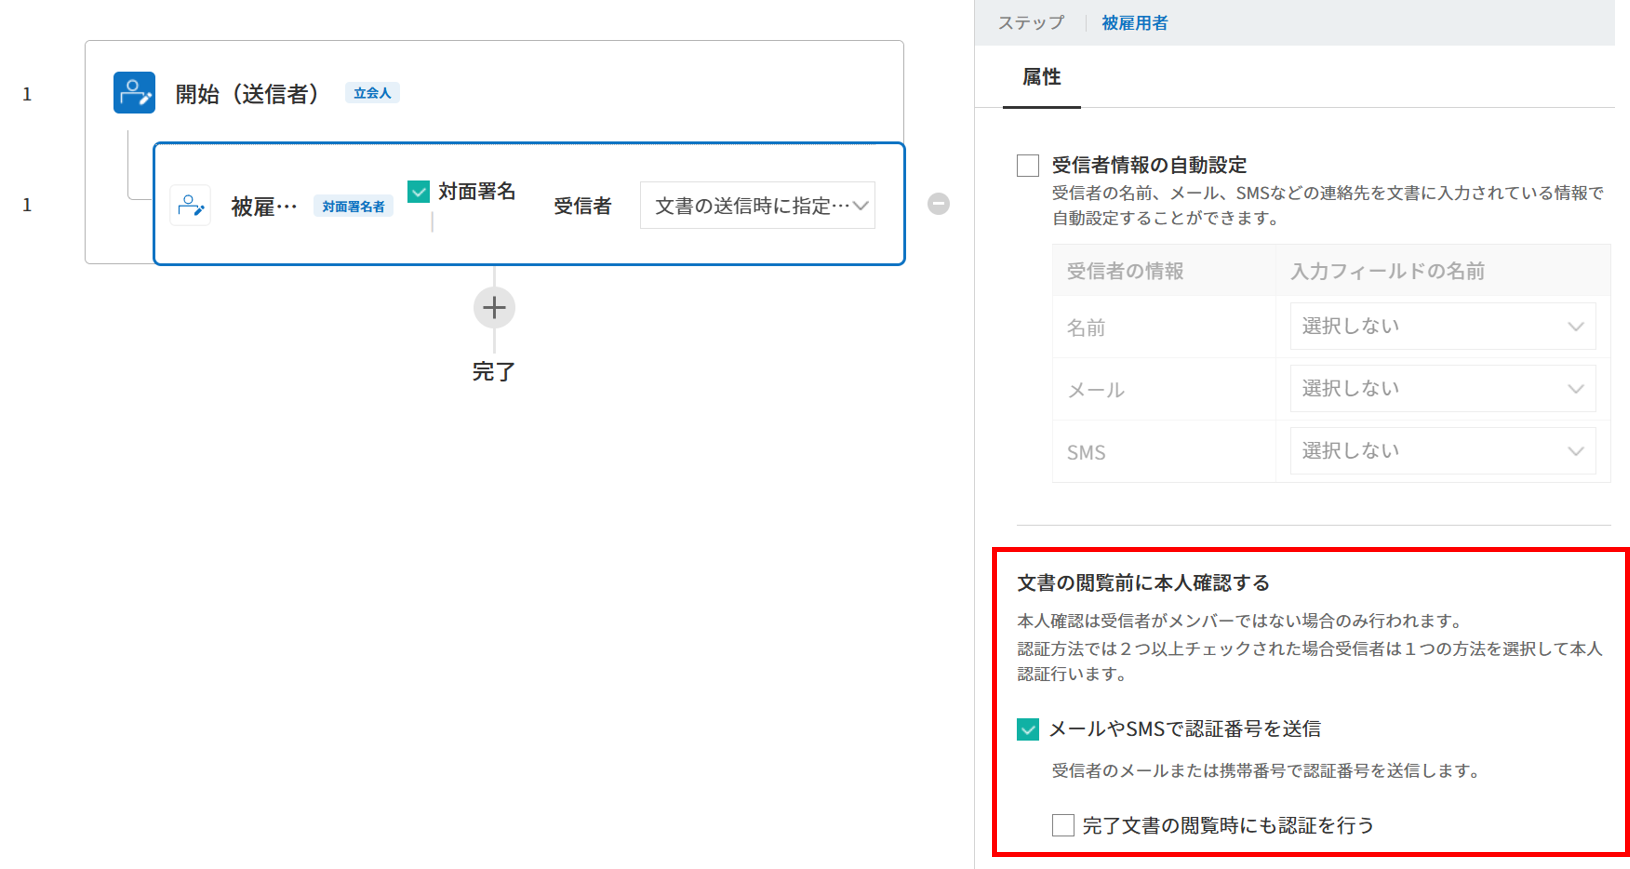 1
開始（送信者）
立会人
1
被雇…
対面署名者
対面署名
受信者
文書の送信時に指定…
完了
ステップ
被雇用者
属性
受信者情報の自動設定
受信者の名前、メール、SMSなどの連絡先を文書に入力されている情報で
自動設定することができます。
受信者の情報
入力フィールドの名前
名前
選択しない
メール
選択しない
SMS
選択しない
文書の閲覧前に本人確認する
本人確認は受信者がメンバーではない場合のみ行われます。
認証方法では２つ以上チェックされた場合受信者は１つの方法を選択して本人
認証行います。
メールやSMSで認証番号を送信
受信者のメールまたは携帯番号で認証番号を送信します。
完了文書の閲覧時にも認証を行う